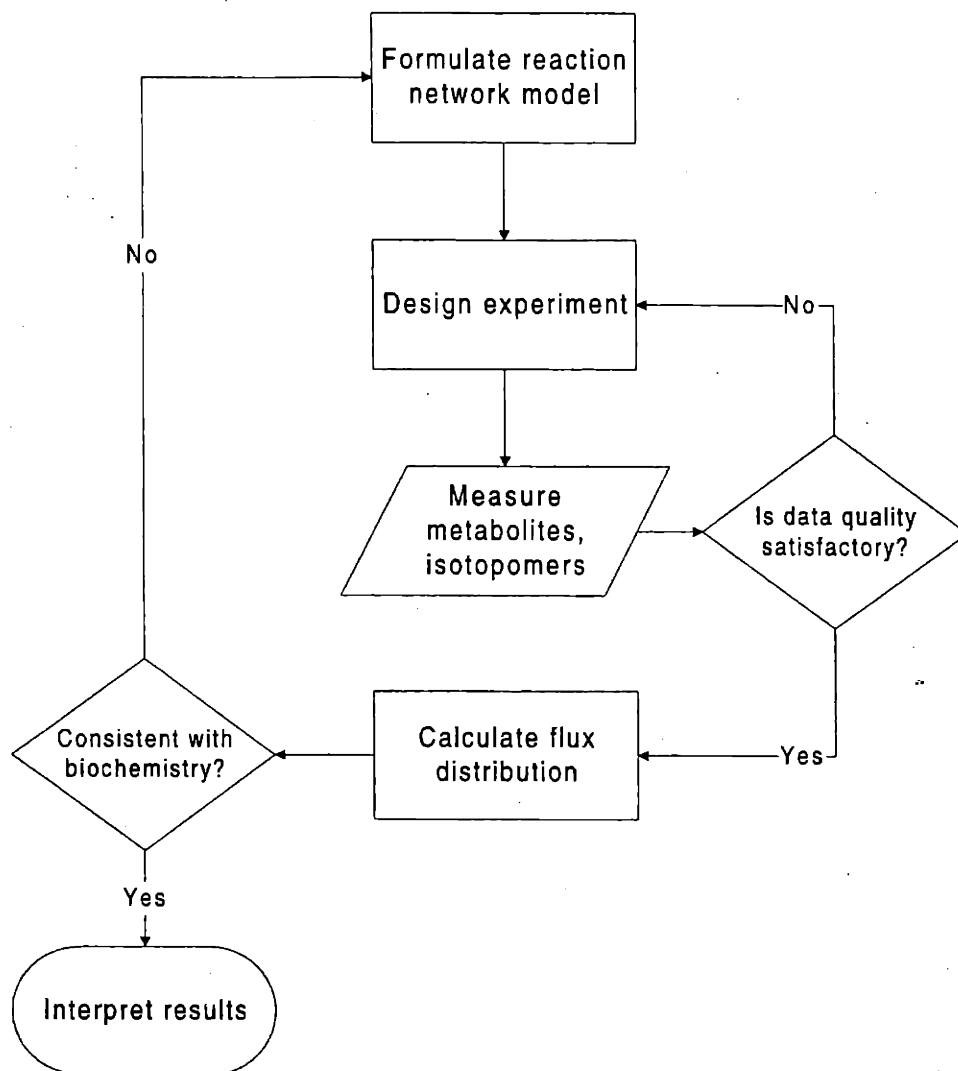 Formulate reaction
network model
No
Design experiment
No
Measure
metabolites,
isotopomers
Is data quality
satisfactory?
Consistent with
biochemistry?
Calculate flux
distribution
Yes
Yes
Interpret results